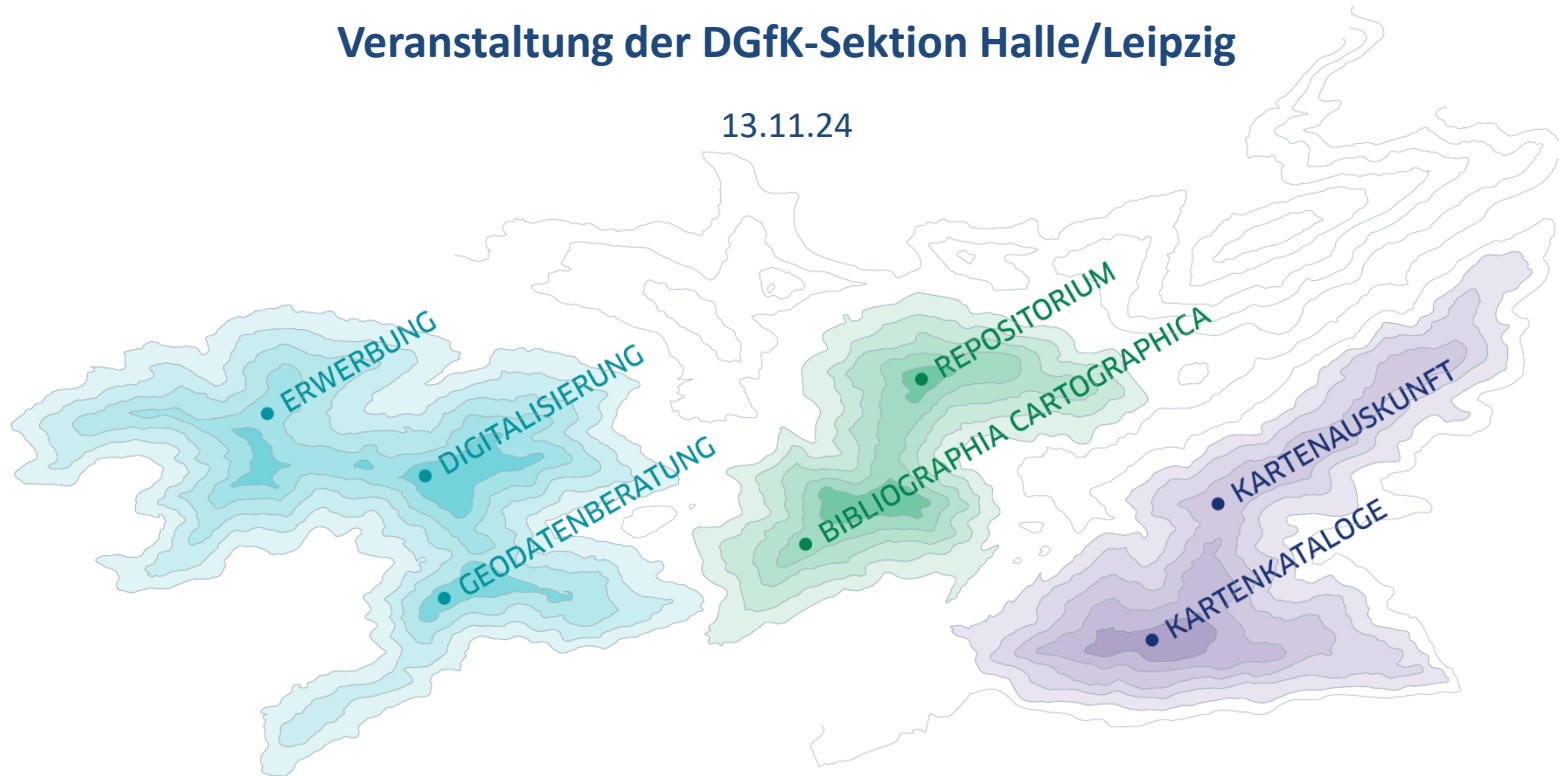 Veranstaltung der DGfK-Sektion Halle/Leipzig
13.11.24
ERWERBUNG
DIGITALISIERUNG
GEODATENBERATUNG
REPOSITORIUM
BIBLIOGRAPHIA CARTOGRAPHICA
KARTENAUSKUNFT
KARTENKATALOGE